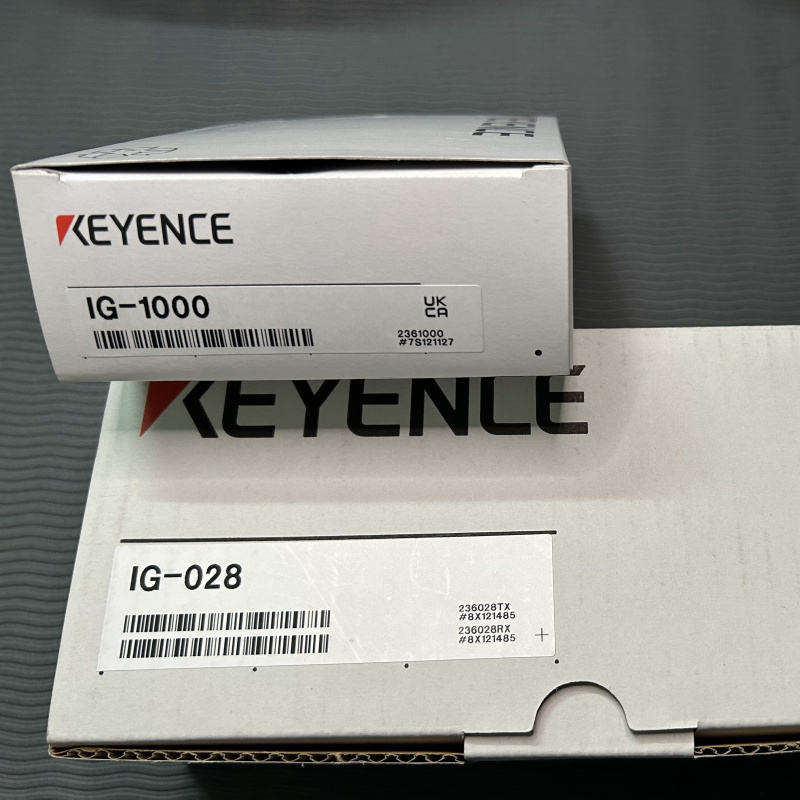 KEYENCE
IG-1000
UK
CA
2361000
#7S121127
KEYENCE
IG-028
236028TX
#8X121485
236028RX
#8X121485